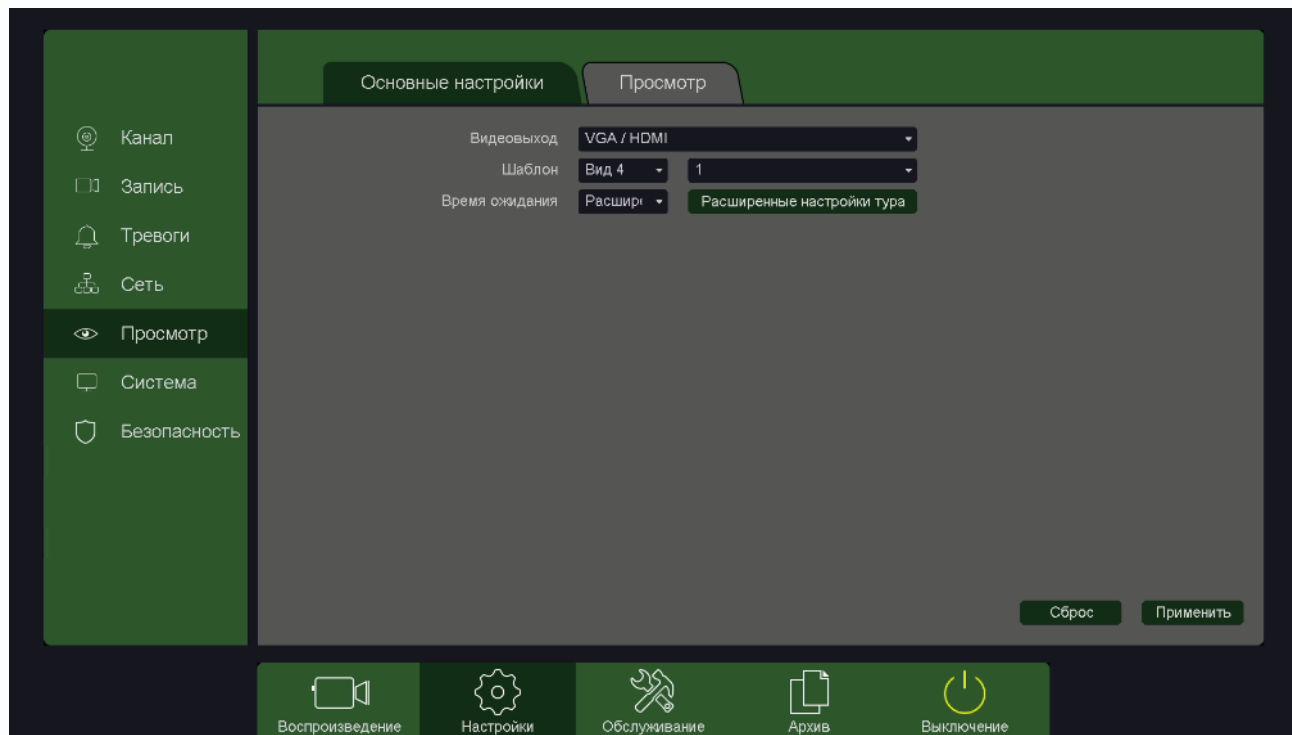 Основные настройки
Просмотр
Канал
Запись
Тревоги
Сеть
Просмотр
Система
Безопасность
Видеовыход
VGA / HDMI
Шаблон
Вид 4
1
Время ожидания
Расшир
Расширенные настройки тура
Сброс
Применить
Воспроизведение
Настройки
Обслуживание
Архив
Выключение